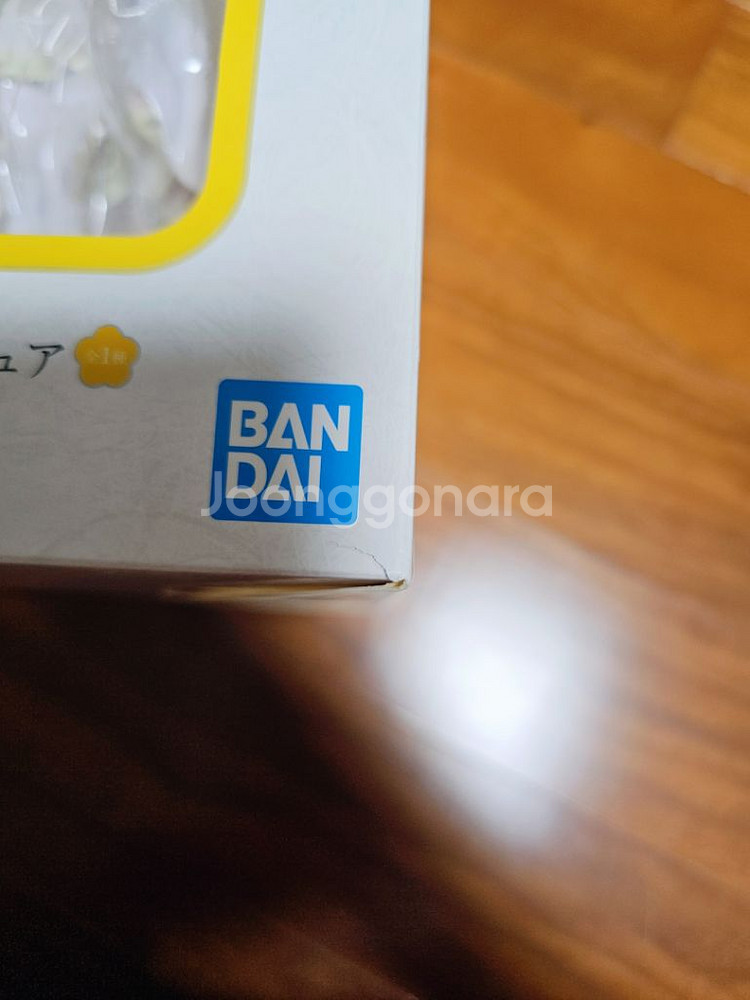 ュア
全1種
BAN
DAI
Joonggonara